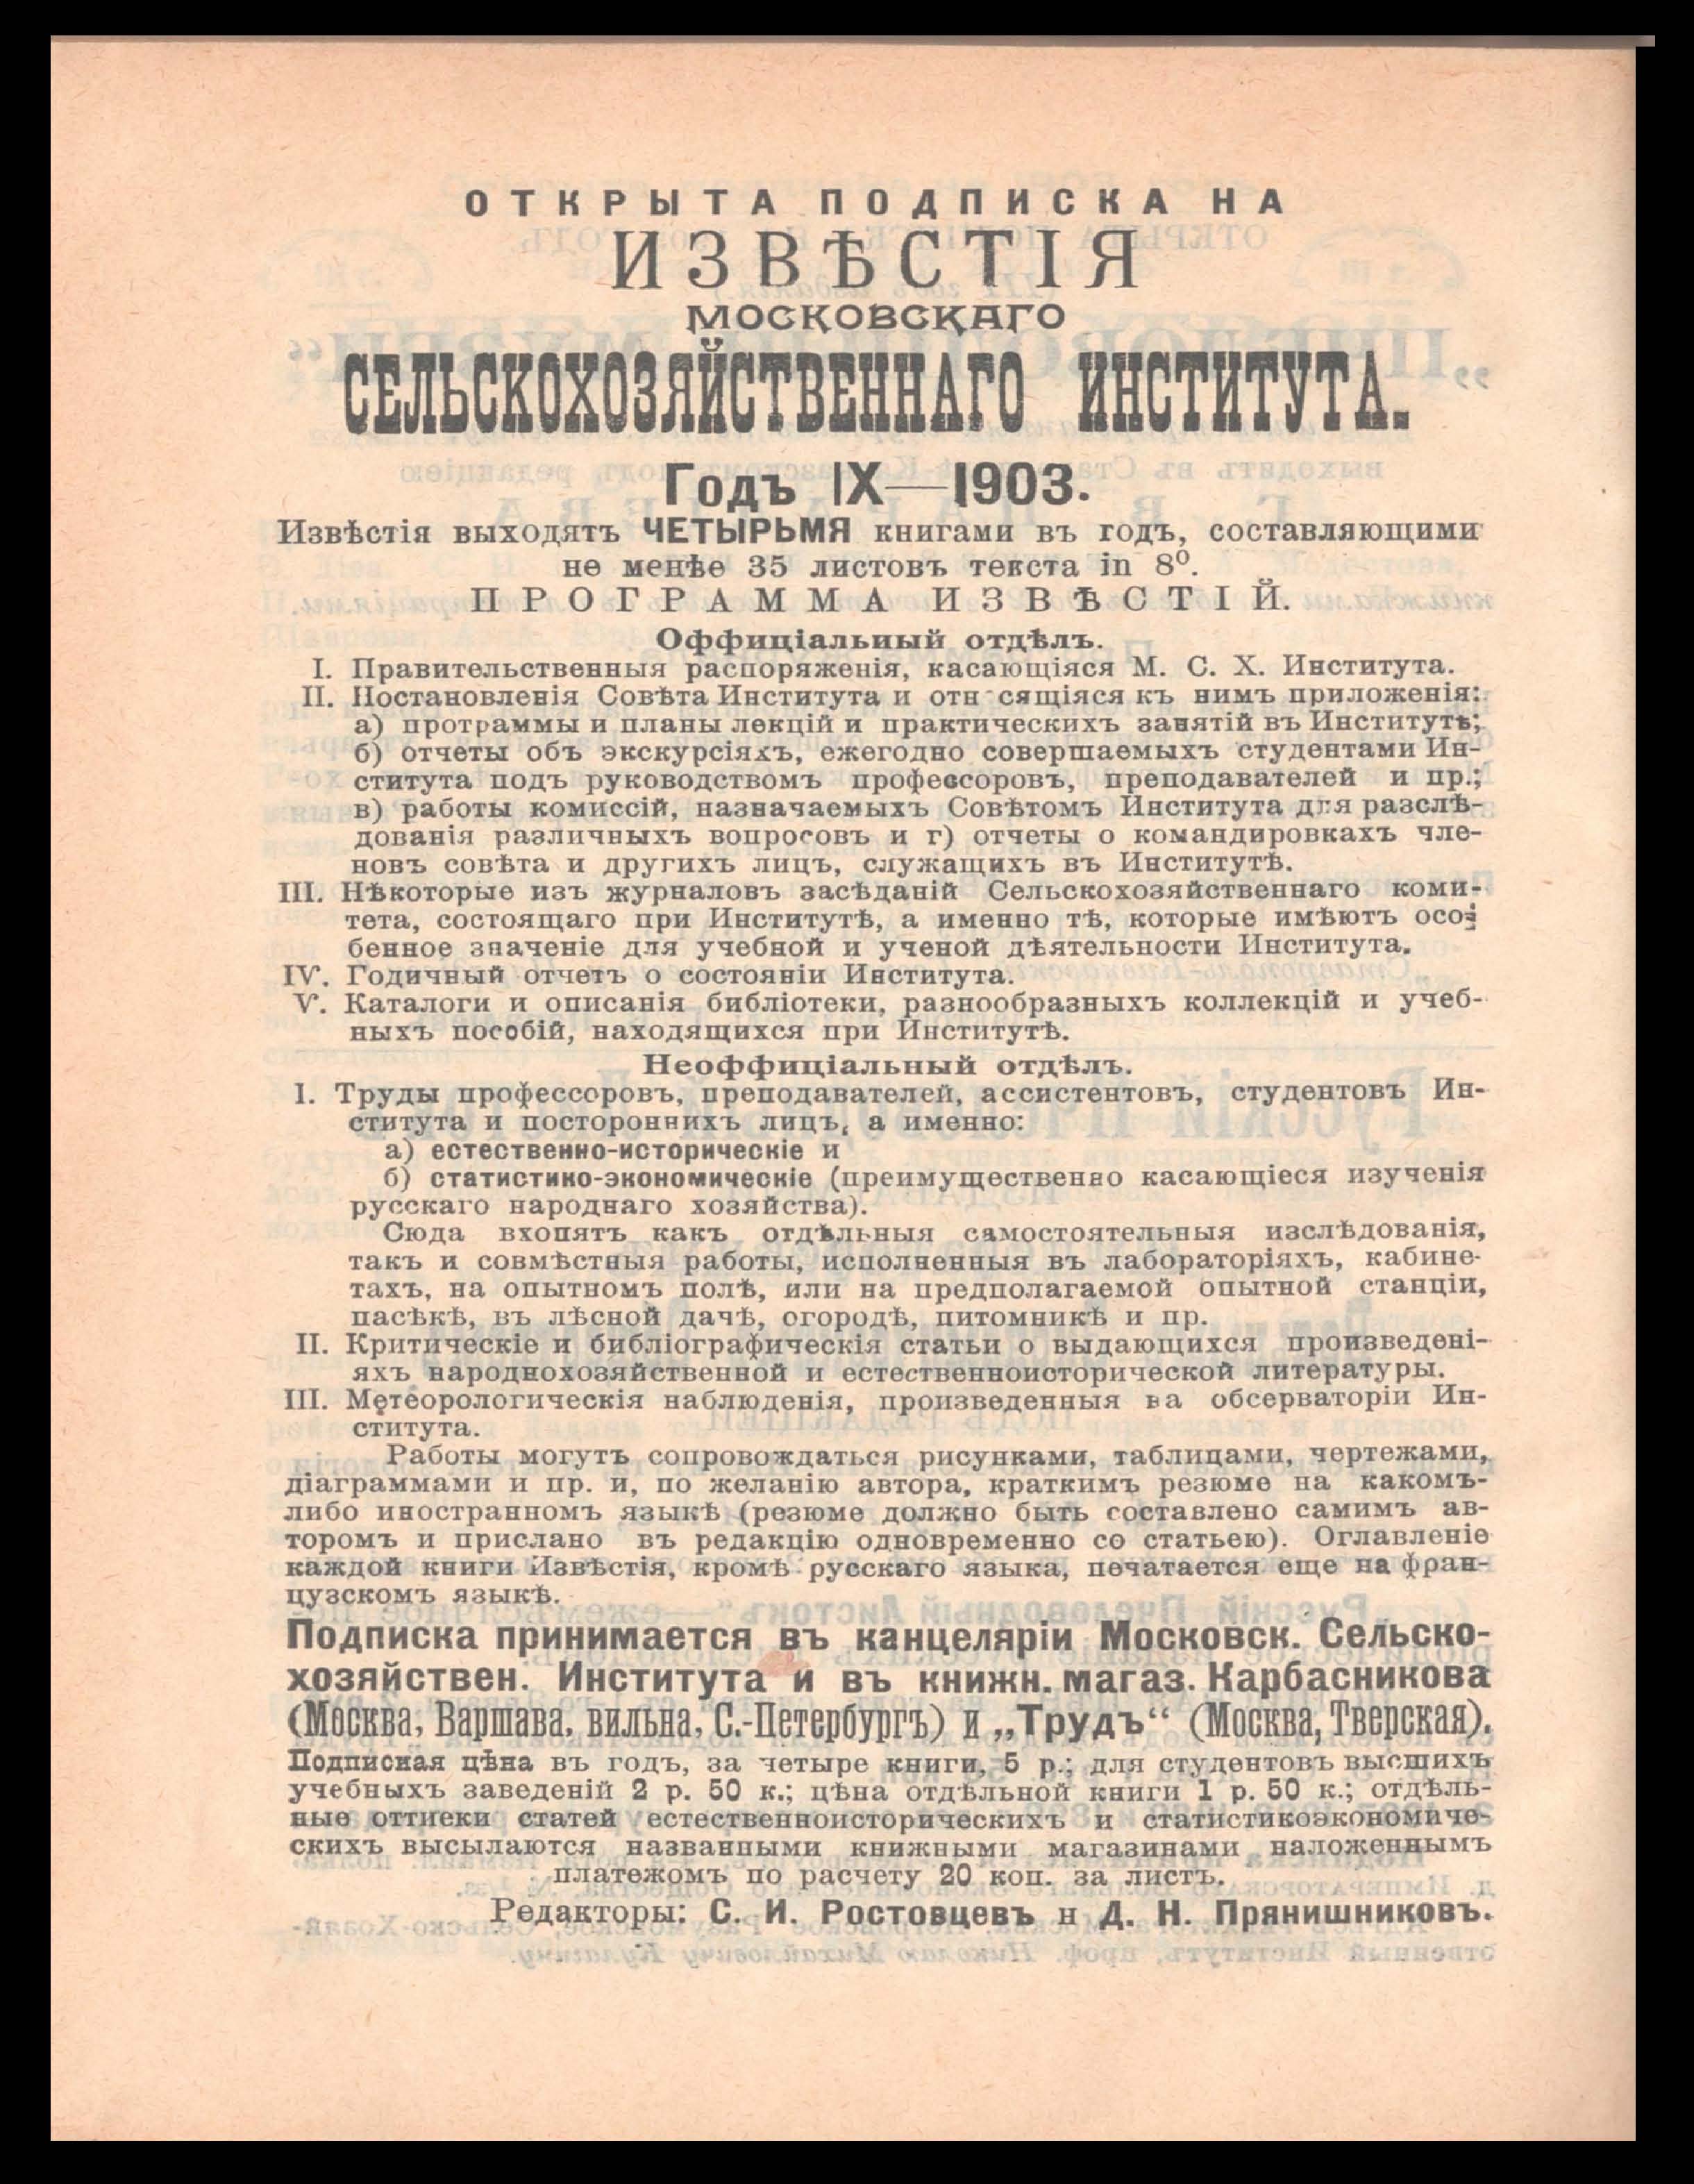 ОТКРЫТА ПОДПИСКА НА
ИЗВѢСТІЯ
МОСКОВСКАГО
СЕЛЬСКОХОЗЯЙСТВЕННАГО ИНСТИТУТА.
Годъ IX—1903.
Извѣстія выходятъ ЧЕТЫРЬМЯ книгами въ годъ, составляющими
не менѣе 35 листовъ текста in 8⁰.
ПРОГРАММА ИЗВѢСТІЙ.
Оффиціальный отдѣлъ.
I. Правительственныя распоряженія, касающіяся М. С. Х. Института.
II. Постановленія Совѣта Института и отн сящіяся къ нимъ приложенія:
а) протраммы и планы лекцій и практическихъ занятій въ Институтѣ;
б) отчеты объ экскурсіяхъ, ежегодно совершаемыхъ студентами Ин-
ститута подъ руководствомъ профессоровъ, преподавателей и пр.;
в) работы комиссій, назначаемыхъ Совѣтомъ Института для разслѣ-
дованія различныхъ вопросовъ и г) отчеты о командировкахъ чле-
новъ совѣта и другихъ лицъ, служащихъ въ Институтѣ.
III. Нѣкоторые изъ журналовъ засѣданій Сельскохозяйственнаго коми-
тета, состоящаго при Институтѣ, а именно тѣ, которые имѣютъ осо-
бенное значеніе для учебной и ученой дѣятельности Института.
IV. Годичный отчетъ о состояніи Института.
V. Каталоги и описанія библіотеки, разнообразныхъ коллекцій и учеб-
ныхъ пособій, находящихся при Институтѣ.
Неоффиціальный отдѣлъ.
I. Труды профессоровъ, преподавателей, ассистентовъ, студентовъ Ин-
ститута и постороннихъ лицъ, а именно:
а) естественно-историческіе и
б) статистико-экономическіе (преимущественно касающіеся изученія
русскаго народнаго хозяйства).
Сюда вхопятъ какъ отдѣльныя самостоятельныя изслѣдованія,
такъ и совмѣстныя работы, исполненныя въ лабораторіяхъ, кабине-
тахъ, на опытномъ полѣ, или на предполагаемой опытной станціи,
пасѣкѣ, въ лѣсной дачѣ, огородѣ, питомникѣ и пр.
II. Критическіе и библіографическія статьи о выдающихся произведені-
яхъ народнохозяйственной и естественноисторической литературы.
III. Метеорологическія наблюденія, произведенныя на обсерваторіи Ин-
ститута.
Работы могутъ сопровождаться рисунками, таблицами, чертежами,
діаграммами и пр. и, по желанію автора, краткимъ резюме на какомъ-
либо иностранномъ языкѣ (резюме должно быть составлено самимъ ав-
торомъ и прислано въ редакцію одновременно со статьею). Оглавленіе
каждой книги Извѣстія, кромѣ русскаго языка, печатается еще на фран-
цузскомъ языкѣ.
Подписка принимается въ канцеляріи Московск. Сельско-
хозяйствен. Института и въ книжн. магаз. Карбасникова
(Москва, Варшава, вильна, С.-Петербургъ) и „Трудъ“ (Москва, Тверская).
Подписная цѣна въ годъ, за четыре книги, 5 р.; для студентовъ высшихъ
учебныхъ заведеній 2 р. 50 к.; цѣна отдѣльной книги 1 р. 50 к.; отдѣль-
ные оттиски статей естественноисторическихъ и статистикоэкономиче-
скихъ высылаются названными книжными магазинами наложеннымъ
платежомъ по расчету 20 коп. за листъ.
Редакторы: С. И. Ростовцевъ н Д. Н. Прянишниковъ.